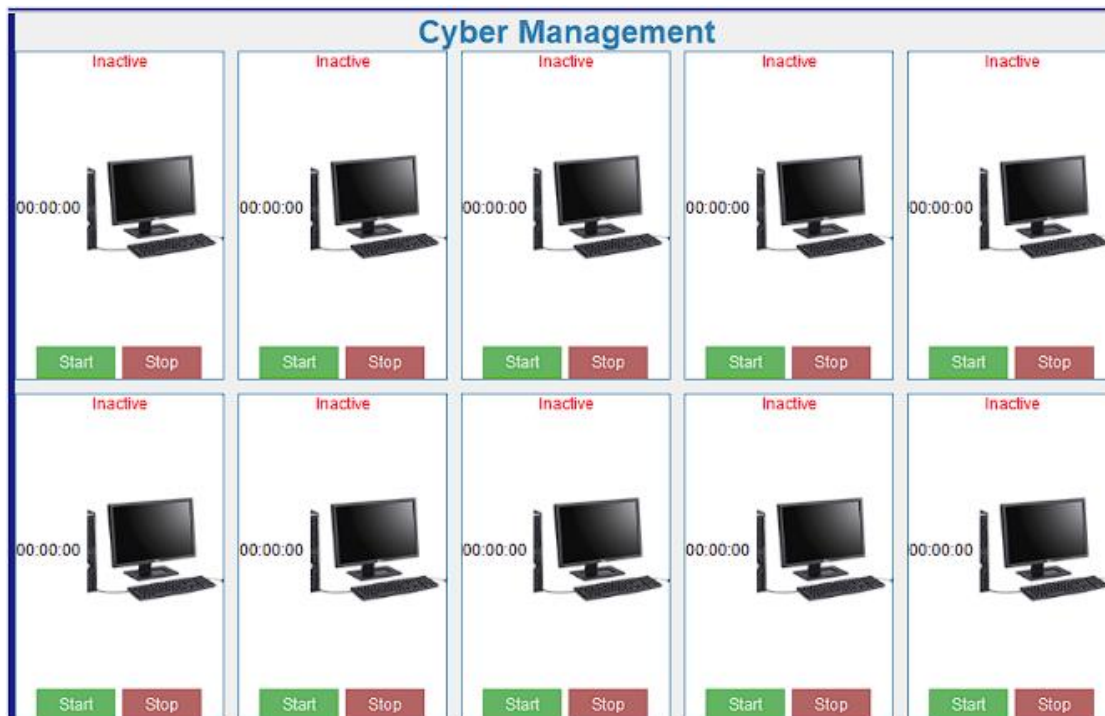 Cyber Management
Inactive Inactive Inactive Inactive Inactive
00:00:00 00:00:00 00:00:00 00:00:00 00:00:00
Start Stop Start Stop Start Stop Start Stop Start Stop
Inactive Inactive Inactive Inactive Inactive
00:00:00 00:00:00 00:00:00 00:00:00 00:00:00
Start Stop Start Stop Start Stop Start Stop Start Stop